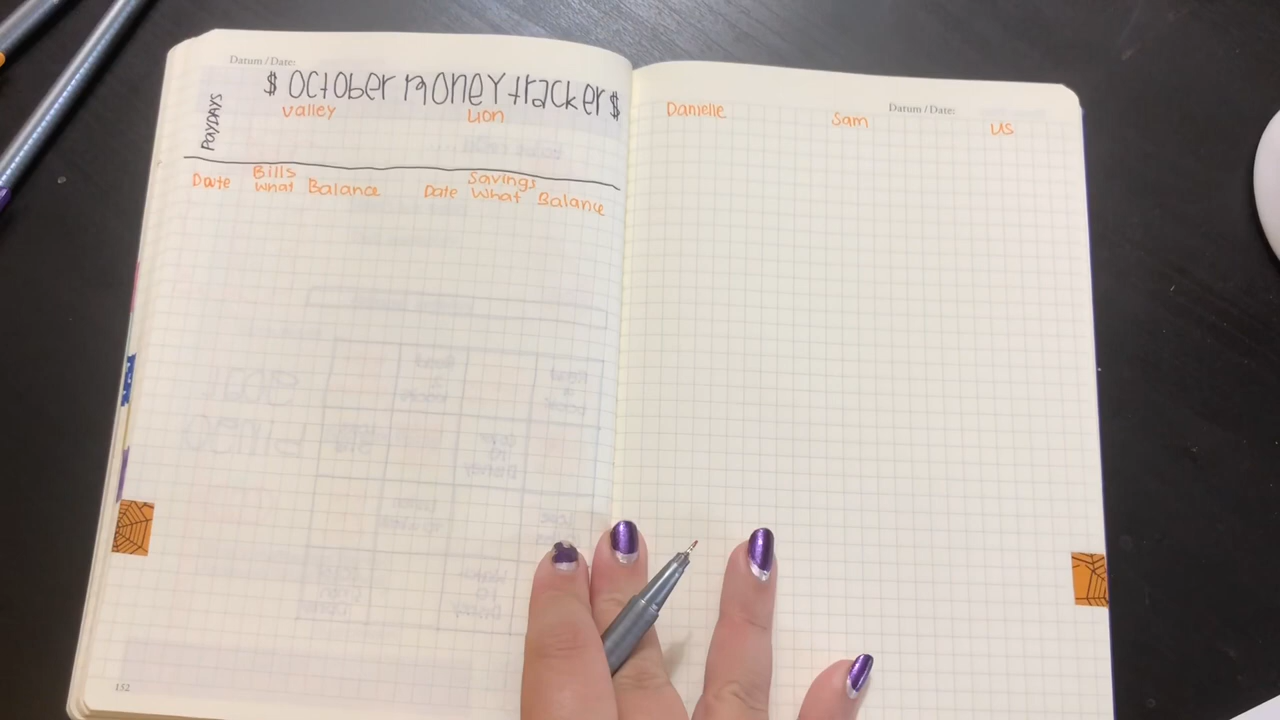 Datum / Date:
$ October Money tracker $
PAYDAYS
Valley Lion
Bills Savings
Date What Balance Date What Balance
152
Datum / Date:
Danielle Sam US